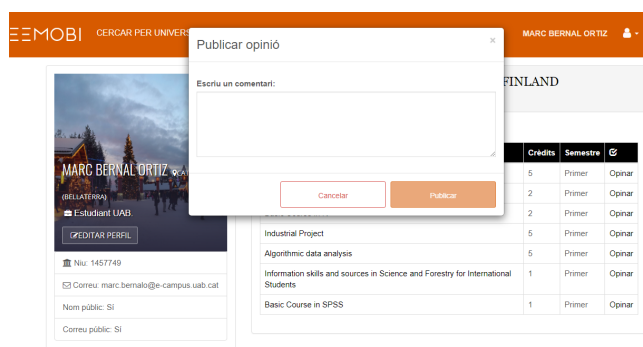 EEMOBI
CERCAR PER UNIVERS
MARC BERNAL ORTIZ
Publicar opinió
×
Escriu un comentari:
Cancelar
Publicar
FINLAND
MARC BERNAL ORTIZ CAT
(BELLATERRA)
Estudiant UAB
EDITAR PERFIL
Niu: 1457749
Correu: marc.bernalo@e-campus.uab.cat
Nom públic: Sí
Correu públic: Sí
Crèdits Semestre
5 Primer Opinar
2 Primer Opinar
2 Primer Opinar
Industrial Project 5 Primer Opinar
Algorithmic data analysis 5 Primer Opinar
Information skills and sources in Science and Forestry for International 1 Primer Opinar
Students
Basic Course in SPSS 1 Primer Opinar